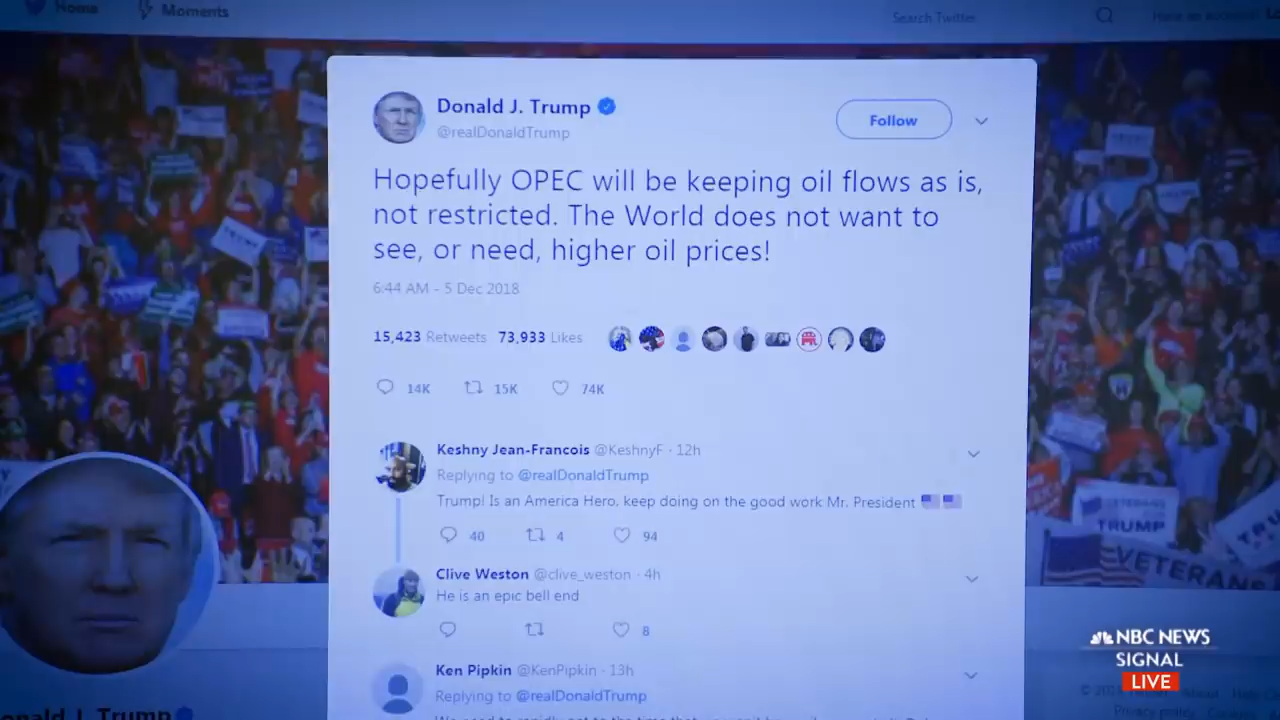 Home
Moments
Search Twitter
Have an account?
Donald J. Trump
@realDonaldTrump
Follow
Hopefully OPEC will be keeping oil flows as is,
not restricted. The World does not want to
see, or need, higher oil prices!
6:44 AM - 5 Dec 2018
15,423 Retweets 73,933 Likes
14K 15K 74K
Keshny Jean-Francois @KeshnyF · 12h
Replying to @realDonaldTrump
Trump! Is an America Hero, keep doing on the good work Mr. President
40 4 94
Clive Weston @clive_weston · 4h
He is an epic bell end
8
Ken Pipkin @KenPipkin · 13h
Replying to @realDonaldTrump
Donald J. Trump
VETERANS
TRUMP
VETERANS
NBC NEWS
SIGNAL
LIVE
About
Privacy policy